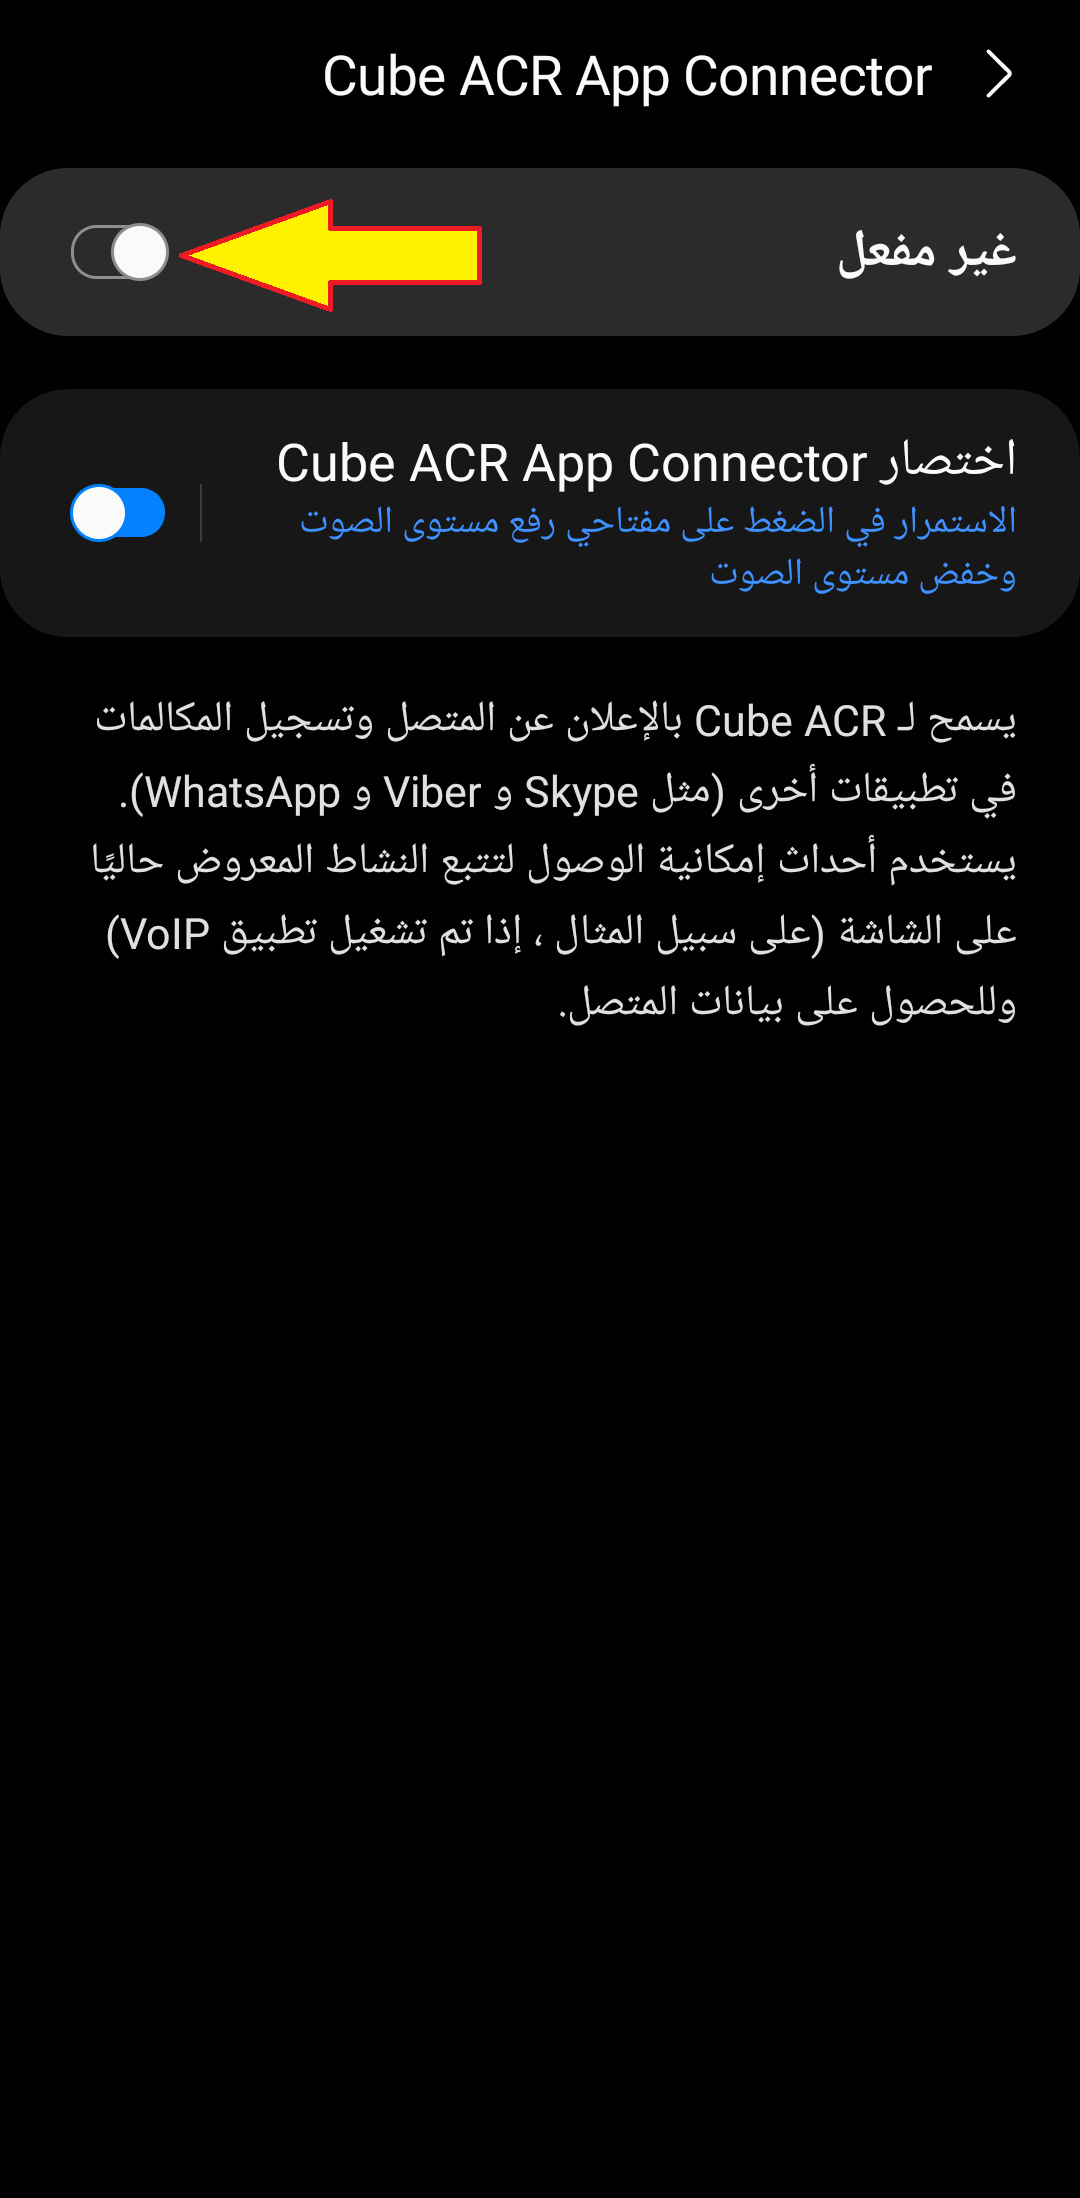 Cube ACR App Connector
غير مفعل
اختصار Cube ACR App Connector
الاستمرار في الضغط على مفتاحي رفع مستوى الصوت
وخفض مستوى الصوت
يسمح لـ Cube ACR بالإعلان عن المتصل وتسجيل المكالمات
في تطبيقات أخرى (مثل Skype و Viber و WhatsApp).
يستخدم أحداث إمكانية الوصول لتتبع النشاط المعروض حاليًا
على الشاشة (على سبيل المثال ، إذا تم تشغيل تطبيق VoIP)
وللحصول على بيانات المتصل.